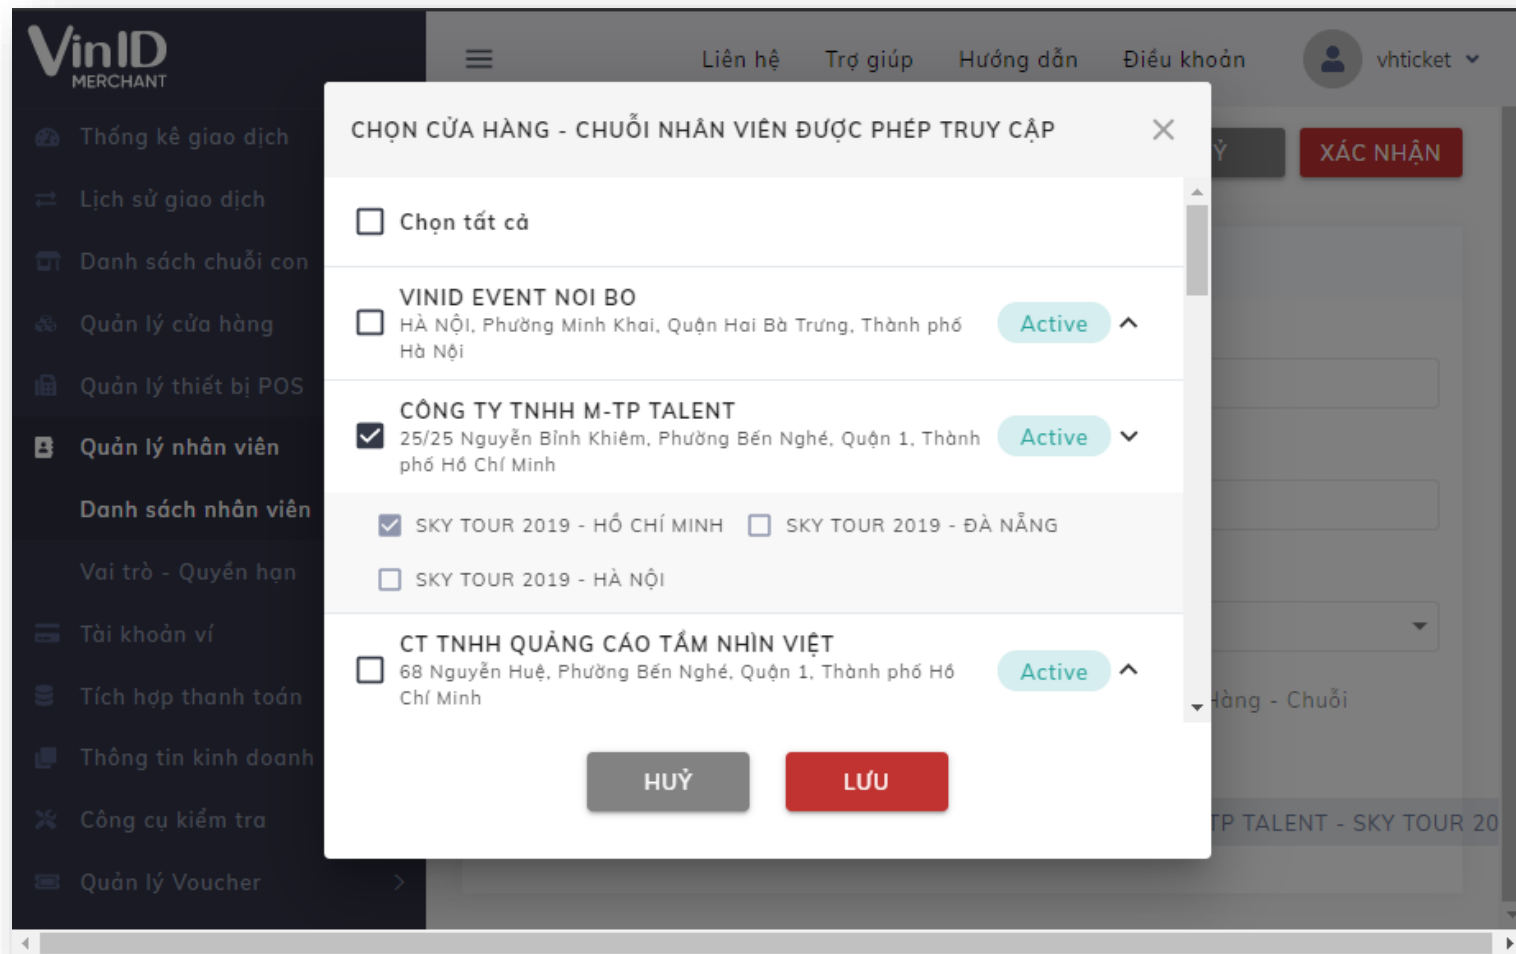 VinID
MERCHANT
Liên hệ
Trợ giúp
Hướng dẫn
Điều khoản
vhticket
Thống kê giao dịch
Lịch sử giao dịch
Danh sách chuỗi con
Quản lý cửa hàng
Quản lý thiết bị POS
Quản lý nhân viên
Danh sách nhân viên
Vai trò - Quyền hạn
Tài khoản ví
Tích hợp thanh toán
Thông tin kinh doanh
Công cụ kiểm tra
Quản lý Voucher
XÁC NHẬN
CHỌN CỬA HÀNG - CHUỖI NHÂN VIÊN ĐƯỢC PHÉP TRUY CẬP
Chọn tất cả
VINID EVENT NOI BO
HÀ NỘI, Phường Minh Khai, Quận Hai Bà Trưng, Thành phố
Hà Nội
Active
CÔNG TY TNHH M-TP TALENT
25/25 Nguyễn Bỉnh Khiêm, Phường Bến Nghé, Quận 1, Thành
phố Hồ Chí Minh
Active
SKY TOUR 2019 - HỒ CHÍ MINH
SKY TOUR 2019 - ĐÀ NẴNG
SKY TOUR 2019 - HÀ NỘI
CT TNHH QUẢNG CÁO TẦM NHÌN VIỆT
68 Nguyễn Huệ, Phường Bến Nghé, Quận 1, Thành phố Hồ
Chí Minh
Active
HUỶ
LƯU
Hàng - Chuỗi
TP TALENT - SKY TOUR 20